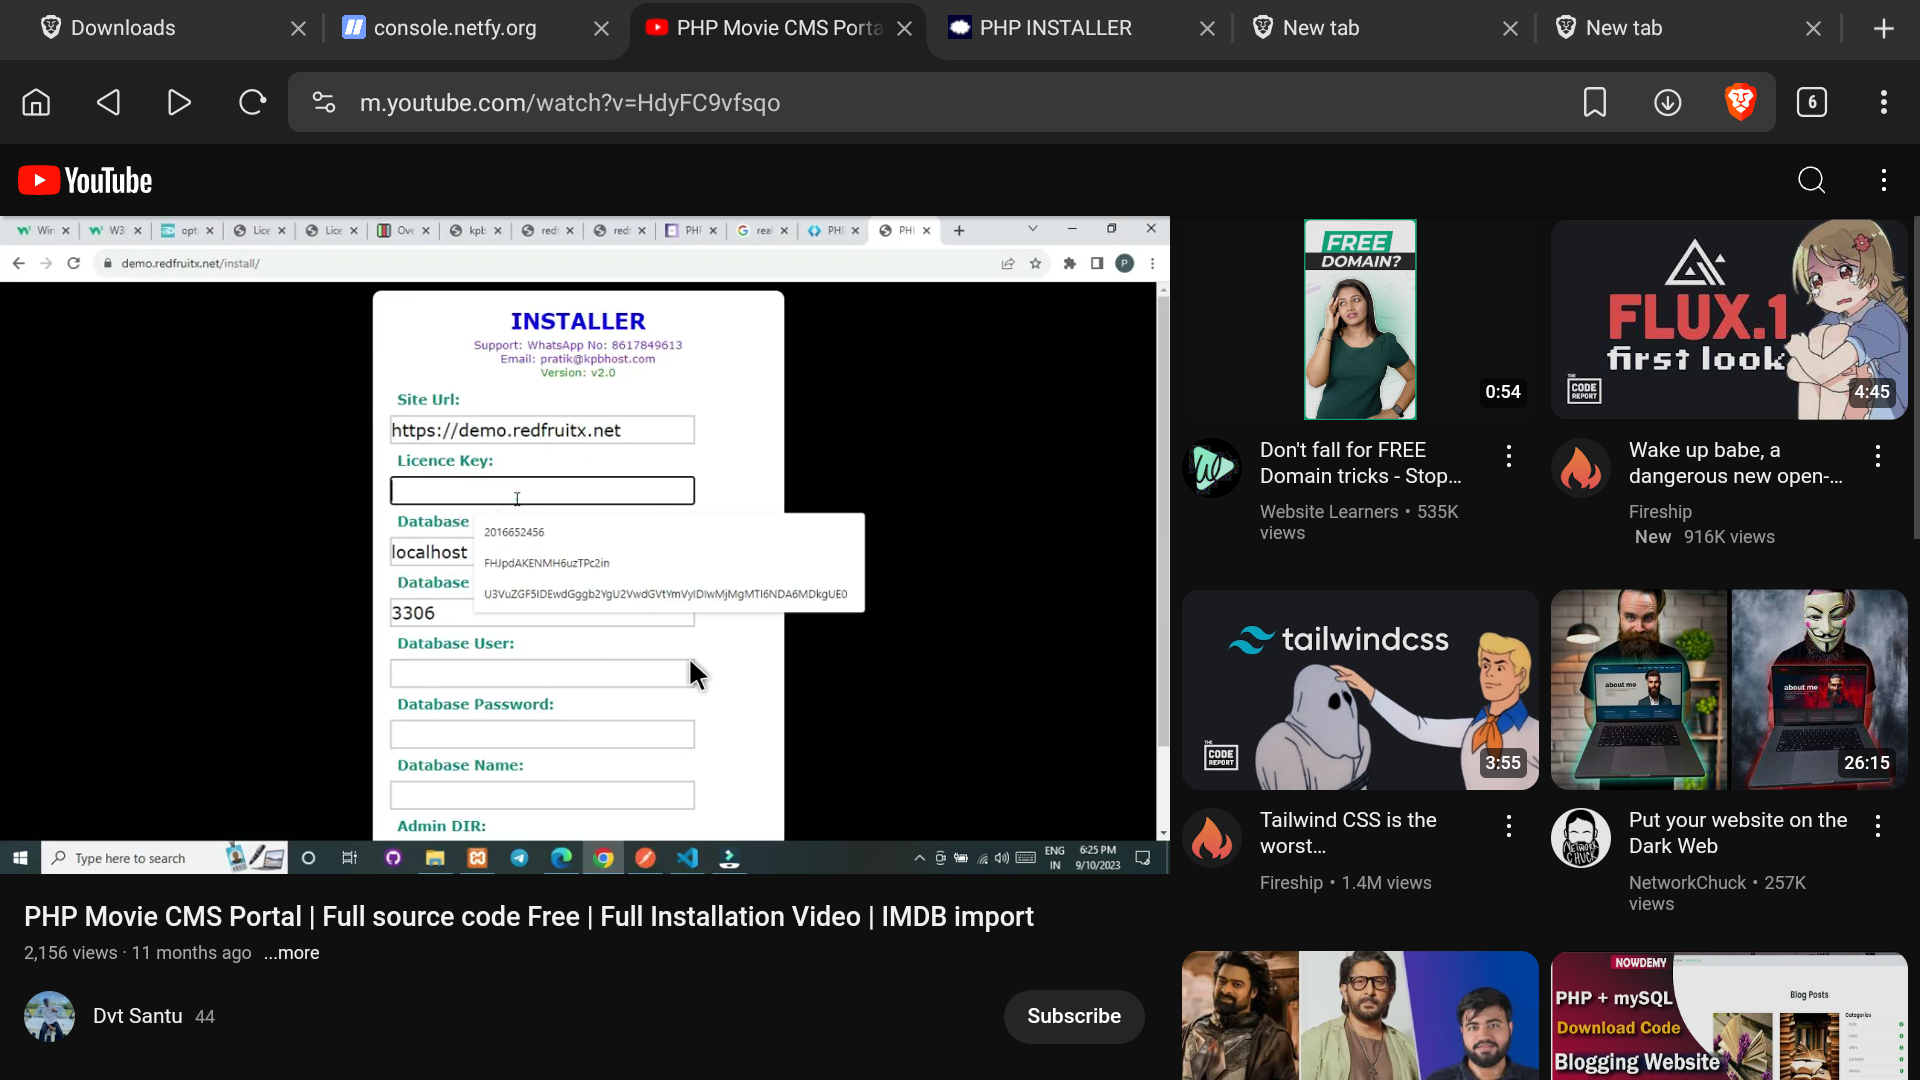 Downloads
console.netfy.org
PHP Movie CMS Porta
PHP INSTALLER
New tab
New tab
m.youtube.com/watch?v=HdyFC9vfsqo
6
YouTube
Win
W3
opt
Lice
Lice
Ove
kpb
red
red
PHP
real
PHP
PHP
demo.redfruitx.net/install/
P
INSTALLER
Support: WhatsApp No: 8617849613
Email: pratik@kpbhost.com
Version: v2.0
Site Url:
https://demo.redfruitx.net
Licence Key:
Database
2016652456
localhost
FHJpdAKENMH6uzTPc2in
Database
U3VuZGF5IDEwdGggb2YgU2VwdGVtYmVyIDIwMjMgMTI6NDA6MDkgUE0
3306
Database User:
Database Password:
Database Name:
Admin DIR:
Type here to search
ENG
IN
6:25 PM
9/10/2023
PHP Movie CMS Portal | Full source code Free | Full Installation Video | IMDB import
2,156 views · 11 months ago ...more
Dvt Santu 44
Subscribe
FREE
DOMAIN?
0:54
Don't fall for FREE
Domain tricks - Stop...
Website Learners • 535K
views
FLUX.1
first look
THE
CODE
REPORT
4:45
Wake up babe, a
dangerous new open-...
Fireship
New 916K views
tailwindcss
THE
CODE
REPORT
3:55
Tailwind CSS is the
worst...
Fireship • 1.4M views
about me
about me
26:15
NETWORK
CHUCK
Put your website on the
Dark Web
NetworkChuck • 257K
views
NOWDEMY
PHP + mySQL
Download Code
Blogging Website
Blog Posts
Categories